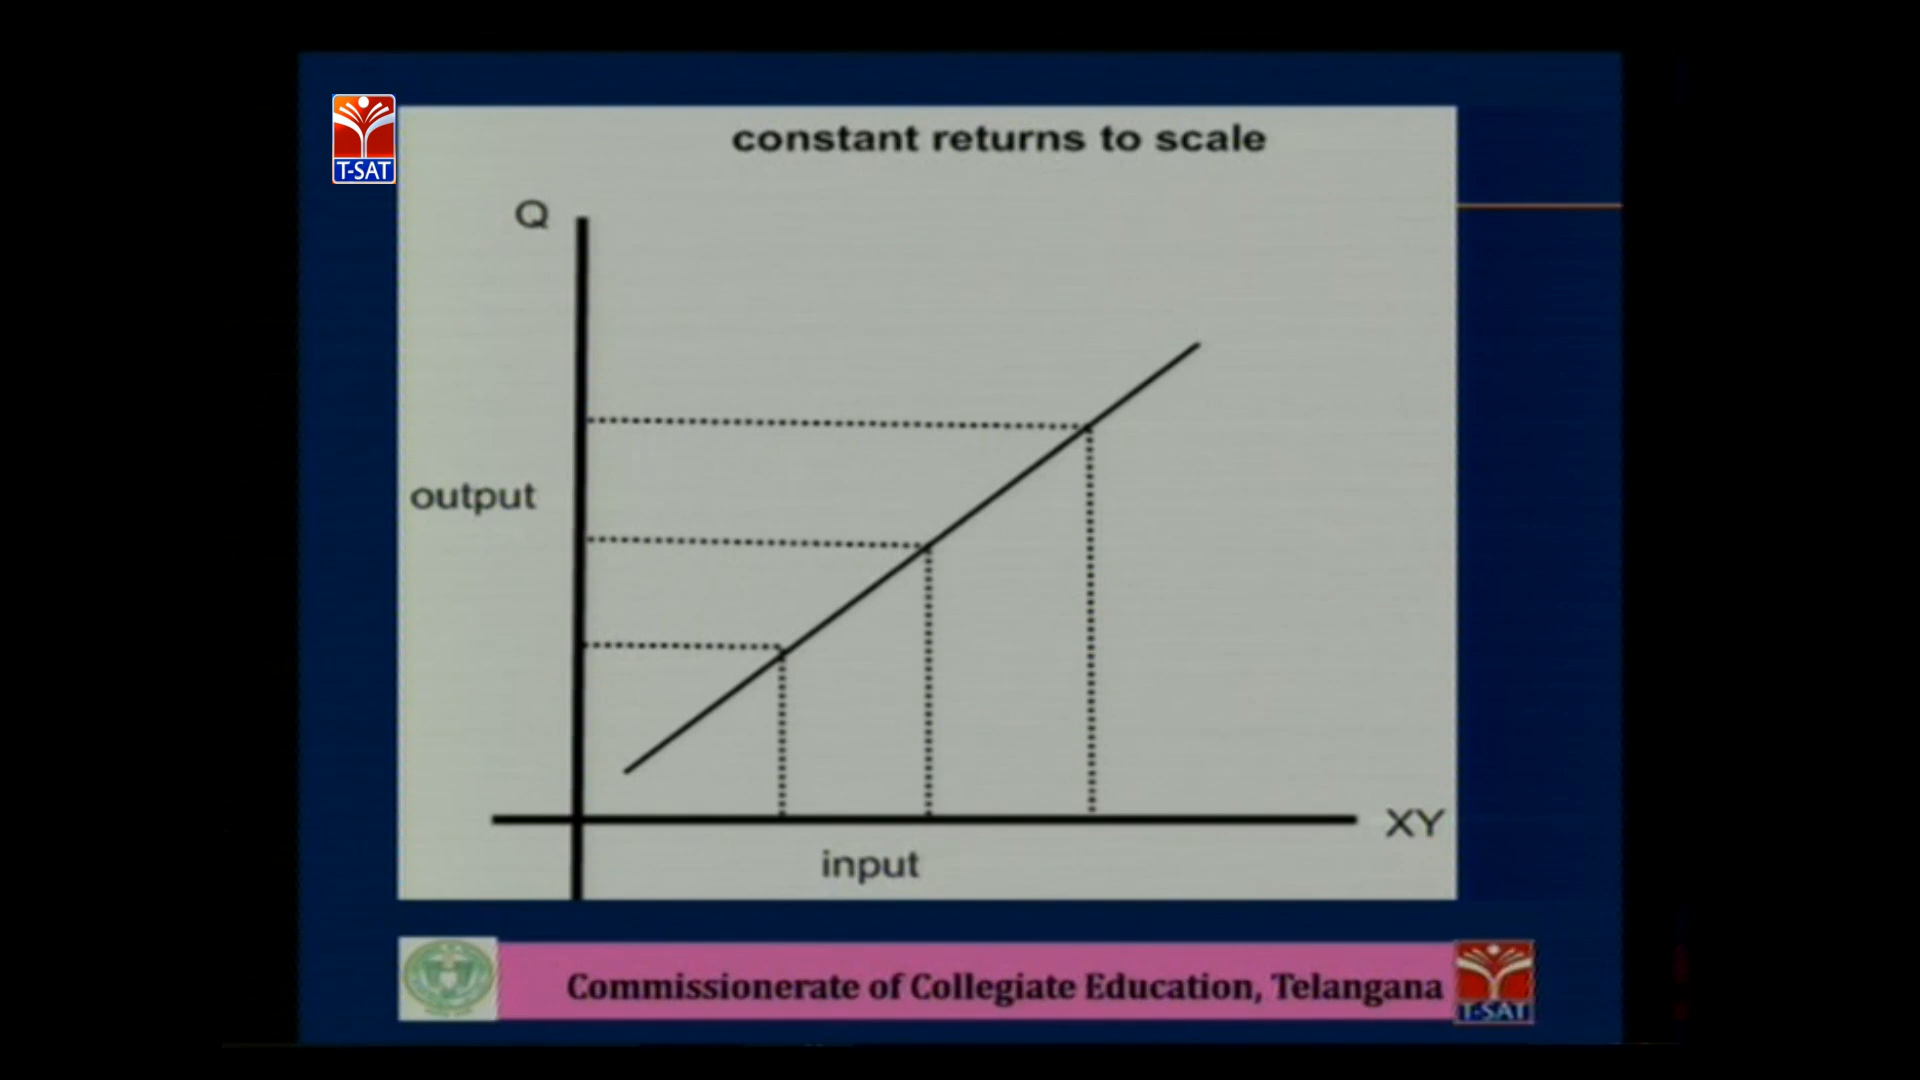 T-SAT
constant returns to scale
Q
output
XY
input
Commissionerate of Collegiate Education, Telangana
T-SAT